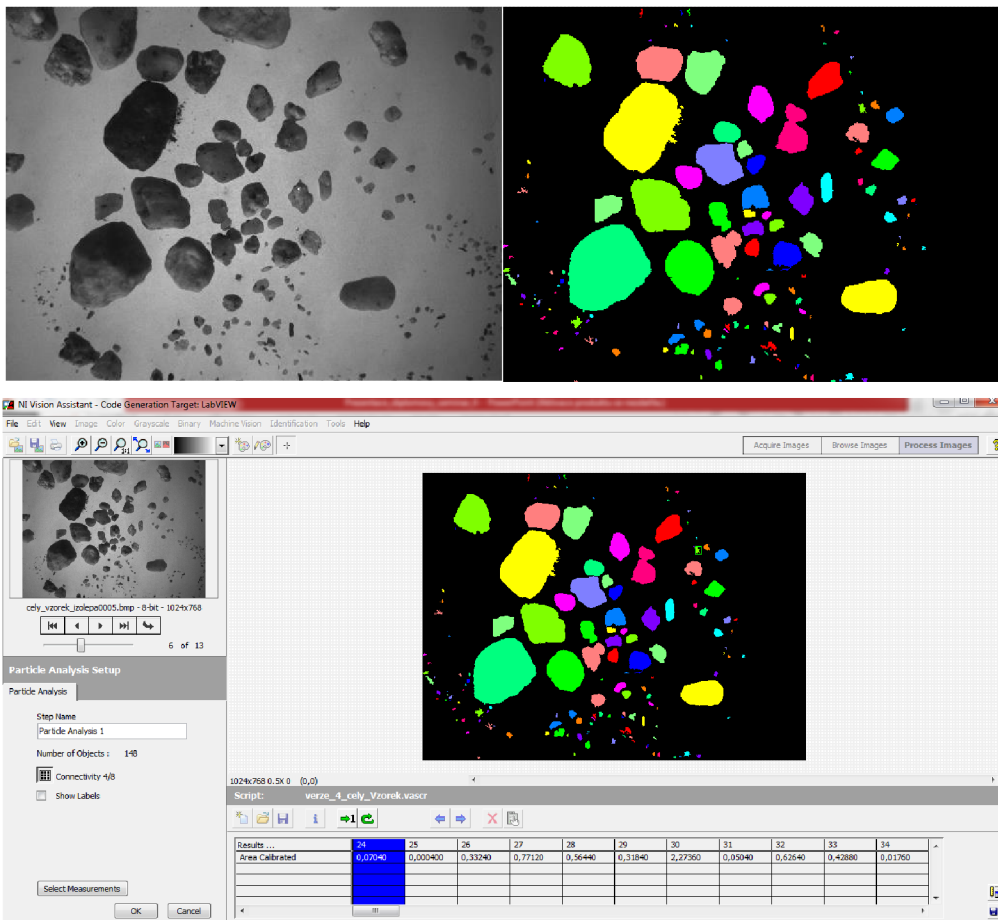 NI Vision Assistant - Code Generation Target: LabVIEW
File Edit View Image Color Grayscale Binary Machine Vision Identification Tools Help
1:1
Acquire Images Browse Images Process Images
cely_vzorek_izolepa0005.bmp - 8-bit - 1024x768
6 of 13
Particle Analysis Setup
Particle Analysis
Step Name
Particle Analysis 1
Number of Objects : 148
Connectivity 4/8
Show Labels
Select Measurements
OK Cancel
1024x768 0.5X 0 (0,0)
Script: verze_4_cely_Vzorek.vascr
Results ... 24 25 26 27 28 29 30 31 32 33 34
Area Calibrated 0,07040 0,000400 0,33240 0,77120 0,56440 0,31840 2,27360 0,05040 0,62640 0,42880 0,01760